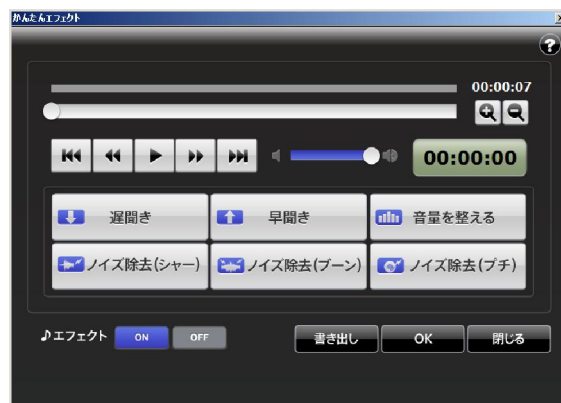 かんたんエフェクト
?
00:00:07
00:00:00
遅聞き
早聞き
音量を整える
ノイズ除去(シャー)
ノイズ除去(ブーン)
ノイズ除去(プチ)
♪エフェクト ON OFF
書き出し OK 閉じる